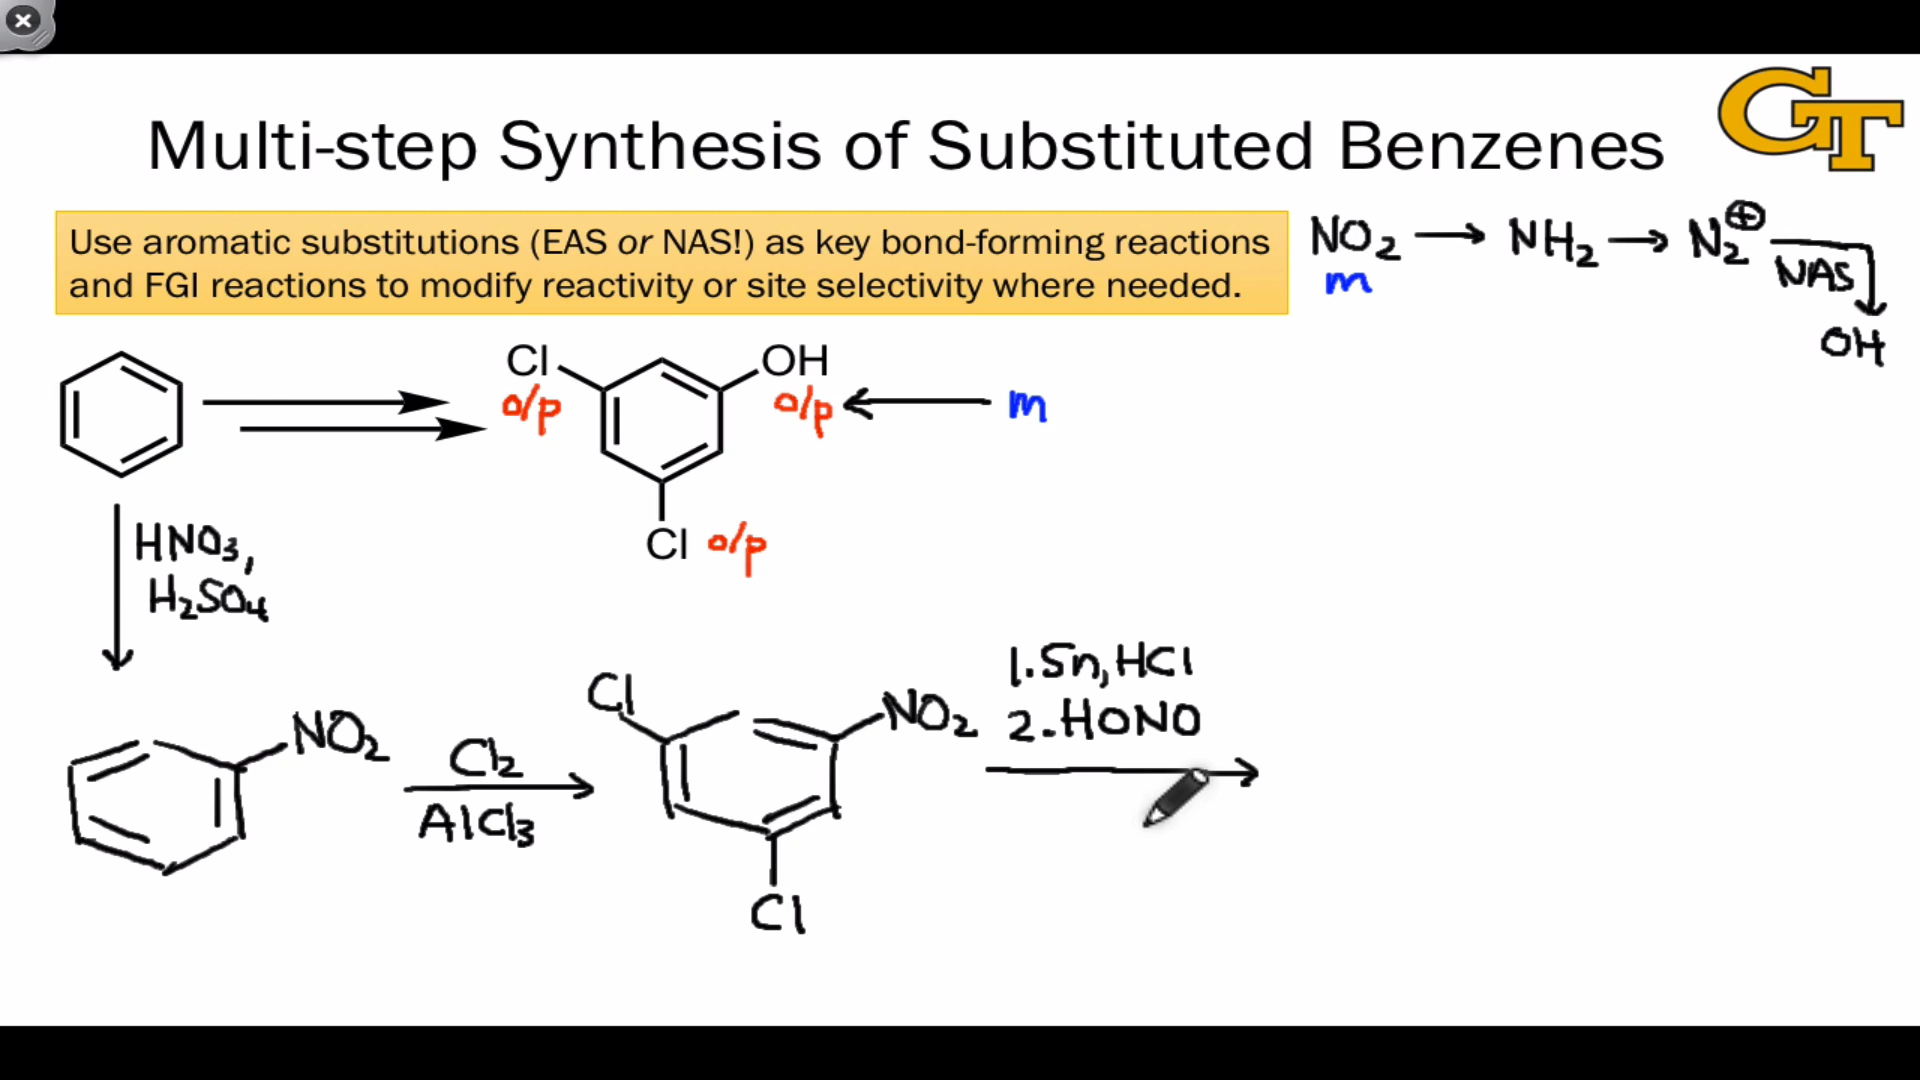 GT
Multi-step Synthesis of Substituted Benzenes
Use aromatic substitutions (EAS or NAS!) as key bond-forming reactions
and FGI reactions to modify reactivity or site selectivity where needed.
NO₂ → NH₂ → N₂⊕
m
NAS
OH
Cl
OH
o/p
o/p ← m
Cl o/p
HNO₃,
H₂SO₄
NO₂
Cl₂
AlCl₃
Cl
NO₂
Cl
1. Sn, HCl
2. HONO